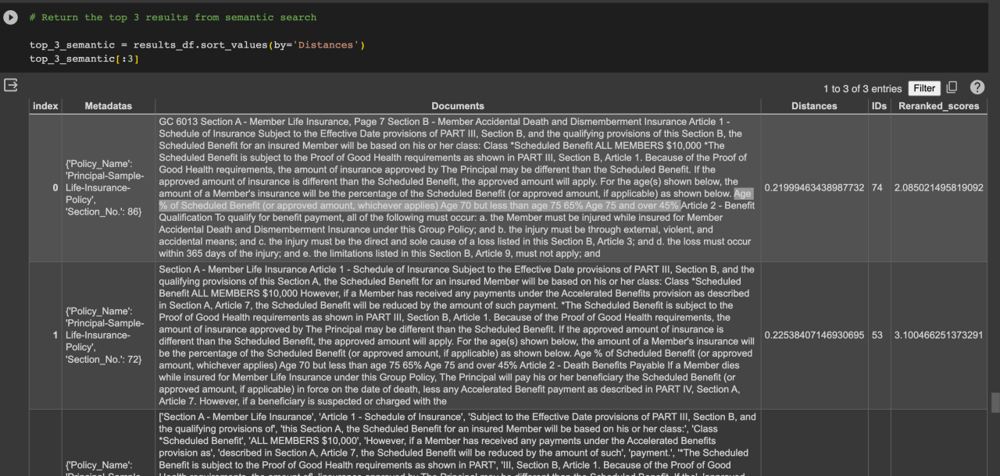 # Return the top 3 results from semantic search
top_3_semantic = results_df.sort_values(by='Distances')
top_3_semantic[:3]
1 to 3 of 3 entries Filter ?
index Metadatas Documents Distances IDs Reranked_scores
0
{'Policy_Name':
'Principal-Sample-
Life-Insurance-
Policy',
'Section_No.': 86}
GC 6013 Section A - Member Life Insurance, Page 7 Section B - Member Accidental Death and Dismemberment Insurance Article 1 -
Schedule of Insurance Subject to the Effective Date provisions of PART III, Section B, and the qualifying provisions of this Section B, the
Scheduled Benefit for an insured Member will be based on his or her class: Class *Scheduled Benefit ALL MEMBERS $10,000 *The
Scheduled Benefit is subject to the Proof of Good Health requirements as shown in PART III, Section B, Article 1. Because of the Proof of
Good Health requirements, the amount of insurance approved by The Principal may be different than the Scheduled Benefit. If the
approved amount of insurance is different than the Scheduled Benefit, the approved amount will apply. For the age(s) shown below, the
amount of a Member's insurance will be the percentage of the Scheduled Benefit (or approved amount, if applicable) as shown below. Age
% of Scheduled Benefit (or approved amount, whichever applies) Age 70 but less than age 75 65% Age 75 and over 45% Article 2 - Benefit
Qualification To qualify for benefit payment, all of the following must occur: a. the Member must be injured while insured for Member
Accidental Death and Dismemberment Insurance under this Group Policy; and b. the injury must be through external, violent, and
accidental means; and c. the injury must be the direct and sole cause of a loss listed in this Section B, Article 3; and d. the loss must occur
within 365 days of the injury; and e. the limitations listed in this Section B, Article 9, must not apply; and
0.21999463438987732 74 2.085021495819092
1
{'Policy_Name':
'Principal-Sample-
Life-Insurance-
Policy',
'Section_No.': 72}
Section A - Member Life Insurance Article 1 - Schedule of Insurance Subject to the Effective Date provisions of PART III, Section B, and the
qualifying provisions of this Section A, the Scheduled Benefit for an insured Member will be based on his or her class: Class *Scheduled
Benefit ALL MEMBERS $10,000 However, if a Member has received any payments under the Accelerated Benefits provision as described
in Section A, Article 7, the Scheduled Benefit will be reduced by the amount of such payment. *The Scheduled Benefit is subject to the
Proof of Good Health requirements as shown in PART III, Section B, Article 1. Because of the Proof of Good Health requirements, the
amount of insurance approved by The Principal may be different than the Scheduled Benefit. If the approved amount of insurance is
different than the Scheduled Benefit, the approved amount will apply. For the age(s) shown below, the amount of a Member's insurance will
be the percentage of the Scheduled Benefit (or approved amount, if applicable) as shown below. Age % of Scheduled Benefit (or approved
amount, whichever applies) Age 70 but less than age 75 65% Age 75 and over 45% Article 2 - Death Benefits Payable If a Member dies
while insured for Member Life Insurance under this Group Policy, The Principal will pay his or her beneficiary the Scheduled Benefit (or
approved amount, if applicable) in force on the date of death, less any Accelerated Benefit payment as described in PART IV, Section A,
Article 7. However, if a beneficiary is suspected or charged with the
0.22538407146930695 53 3.100466251373291
{'Policy_Name':
'Principal-Sample-
['Section A - Member Life Insurance', 'Article 1 - Schedule of Insurance', 'Subject to the Effective Date provisions of PART III, Section B, and
the qualifying provisions of', 'this Section A, the Scheduled Benefit for an insured Member will be based on his or her class:', 'Class
*Scheduled Benefit', 'ALL MEMBERS $10,000', 'However, if a Member has received any payments under the Accelerated Benefits
provision as', 'described in Section A, Article 7, the Scheduled Benefit will be reduced by the amount of such', 'payment.', '*The Scheduled
Benefit is subject to the Proof of Good Health requirements as shown in PART', 'III, Section B, Article 1. Because of the Proof of Good
Health requirements, the amount of', 'insurance approved by The Principal may be different than the Scheduled Benefit. If the', 'approved